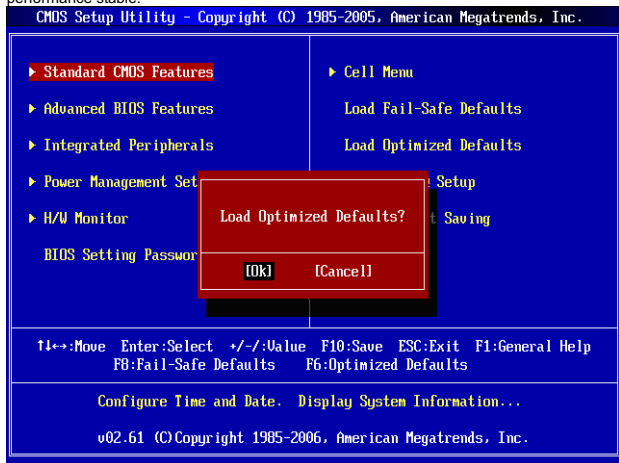 CMOS Setup Utility - Copyright (C) 1985-2005, American Megatrends, Inc.
▶ Standard CMOS Features
▶ Advanced BIOS Features
▶ Integrated Peripherals
▶ Power Management Set
▶ H/W Monitor
BIOS Setting Passwor
▶ Cell Menu
Load Fail-Safe Defaults
Load Optimized Defaults
Setup
t Saving
Load Optimized Defaults?
[Ok] [Cancel]
↑↓←→:Move Enter:Select +/-/:Value F10:Save ESC:Exit F1:General Help
F8:Fail-Safe Defaults F6:Optimized Defaults
Configure Time and Date. Display System Information...
v02.61 (C)Copyright 1985-2006, American Megatrends, Inc.